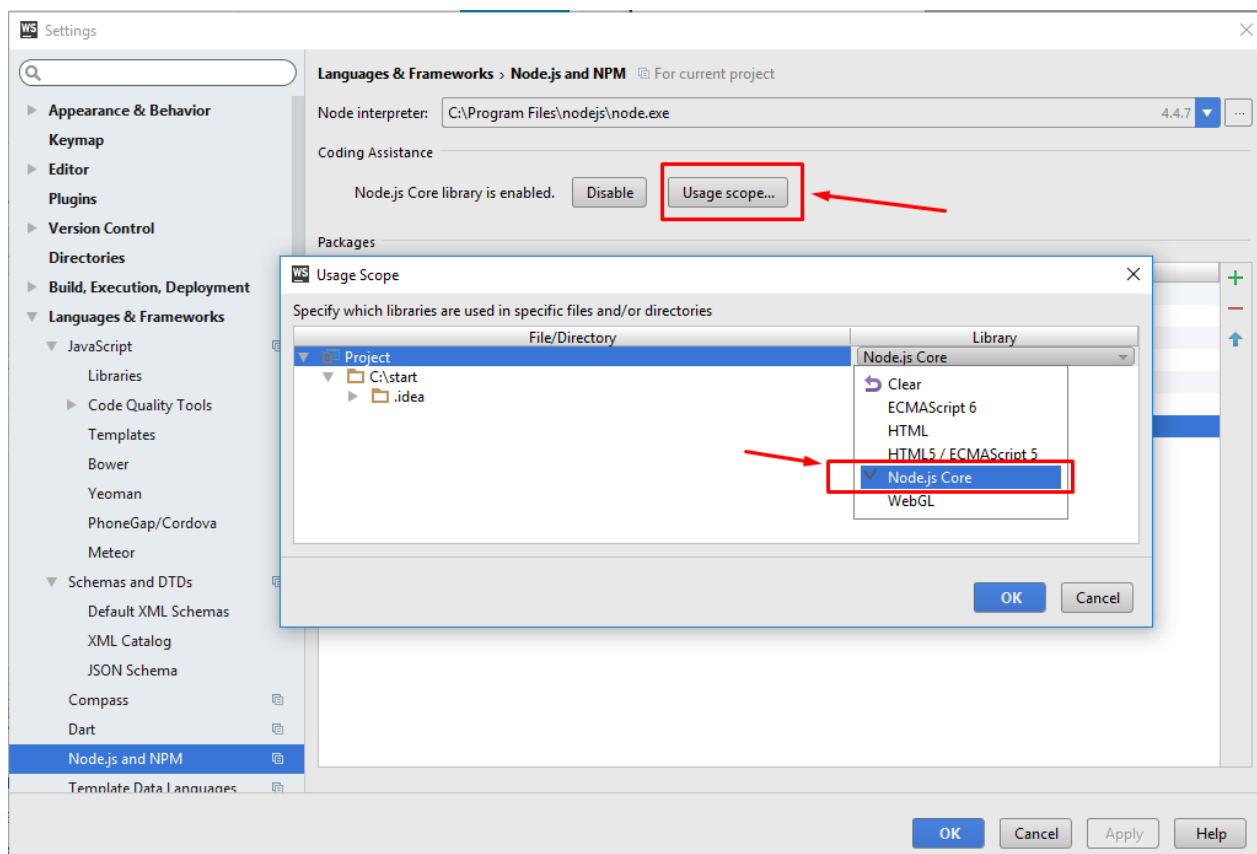 WS Settings
Languages & Frameworks › Node.js and NPM For current project
Appearance & Behavior
Keymap
Editor
Plugins
Version Control
Directories
Build, Execution, Deployment
Languages & Frameworks
JavaScript
Libraries
Code Quality Tools
Templates
Bower
Yeoman
PhoneGap/Cordova
Meteor
Schemas and DTDs
Default XML Schemas
XML Catalog
JSON Schema
Compass
Dart
Node.js and NPM
Template Data Languages
Node interpreter: C:\Program Files\nodejs\node.exe 4.4.7 ...
Coding Assistance
Node.js Core library is enabled. Disable Usage scope...
Packages
WS Usage Scope
Specify which libraries are used in specific files and/or directories
File/Directory Library
Project Node.js Core
C:\start
.idea
Clear
ECMAScript 6
HTML
HTML5 / ECMAScript 5
Node.js Core
WebGL
OK Cancel
OK Cancel Apply Help